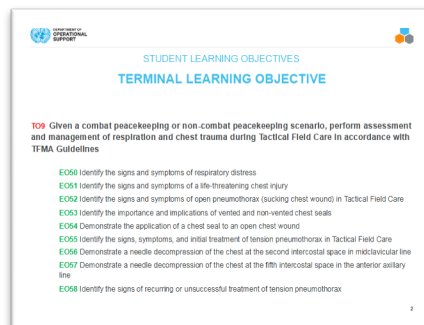 DEPARTMENT OF
OPERATIONAL
SUPPORT
STUDENT LEARNING OBJECTIVES
TERMINAL LEARNING OBJECTIVE
TO9 Given a combat peacekeeping or non-combat peacekeeping scenario, perform assessment
and management of respiration and chest trauma during Tactical Field Care in accordance with
TFMA Guidelines
EO50 Identify the signs and symptoms of respiratory distress
EO51 Identify the signs and symptoms of a life-threatening chest injury
EO52 Identify the signs and symptoms of open pneumothorax (sucking chest wound) in Tactical Field Care
EO53 Identify the importance and implications of vented and non-vented chest seals
EO54 Demonstrate the application of a chest seal to an open chest wound
EO55 Identify the signs, symptoms, and initial treatment of tension pneumothorax in Tactical Field Care
EO56 Demonstrate a needle decompression of the chest at the second intercostal space in midclavicular line
EO57 Demonstrate a needle decompression of the chest at the fifth intercostal space in the anterior axillary
line
EO58 Identify the signs of recurring or unsuccessful treatment of tension pneumothorax
2